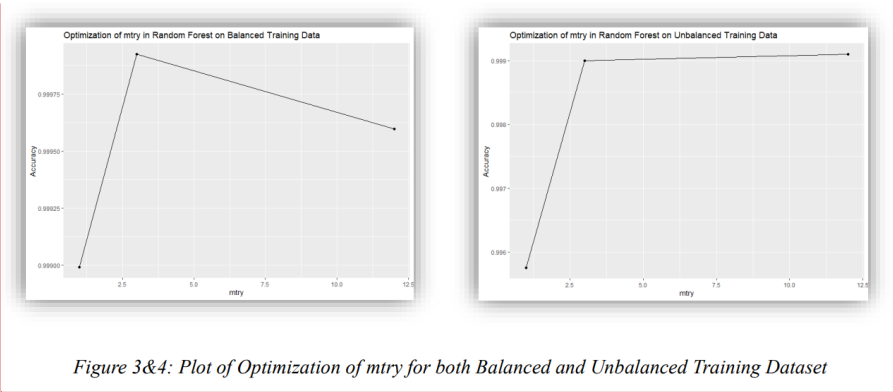 Optimization of mtry in Random Forest on Balanced Training Data
0.99975
0.99950
0.99925
0.99900
Accuracy
2.5 5.0 7.5 10.0 12.5
mtry
Optimization of mtry in Random Forest on Unbalanced Training Data
0.999
0.998
0.997
0.996
Accuracy
2.5 5.0 7.5 10.0 12.5
mtry
Figure 3&4: Plot of Optimization of mtry for both Balanced and Unbalanced Training Dataset